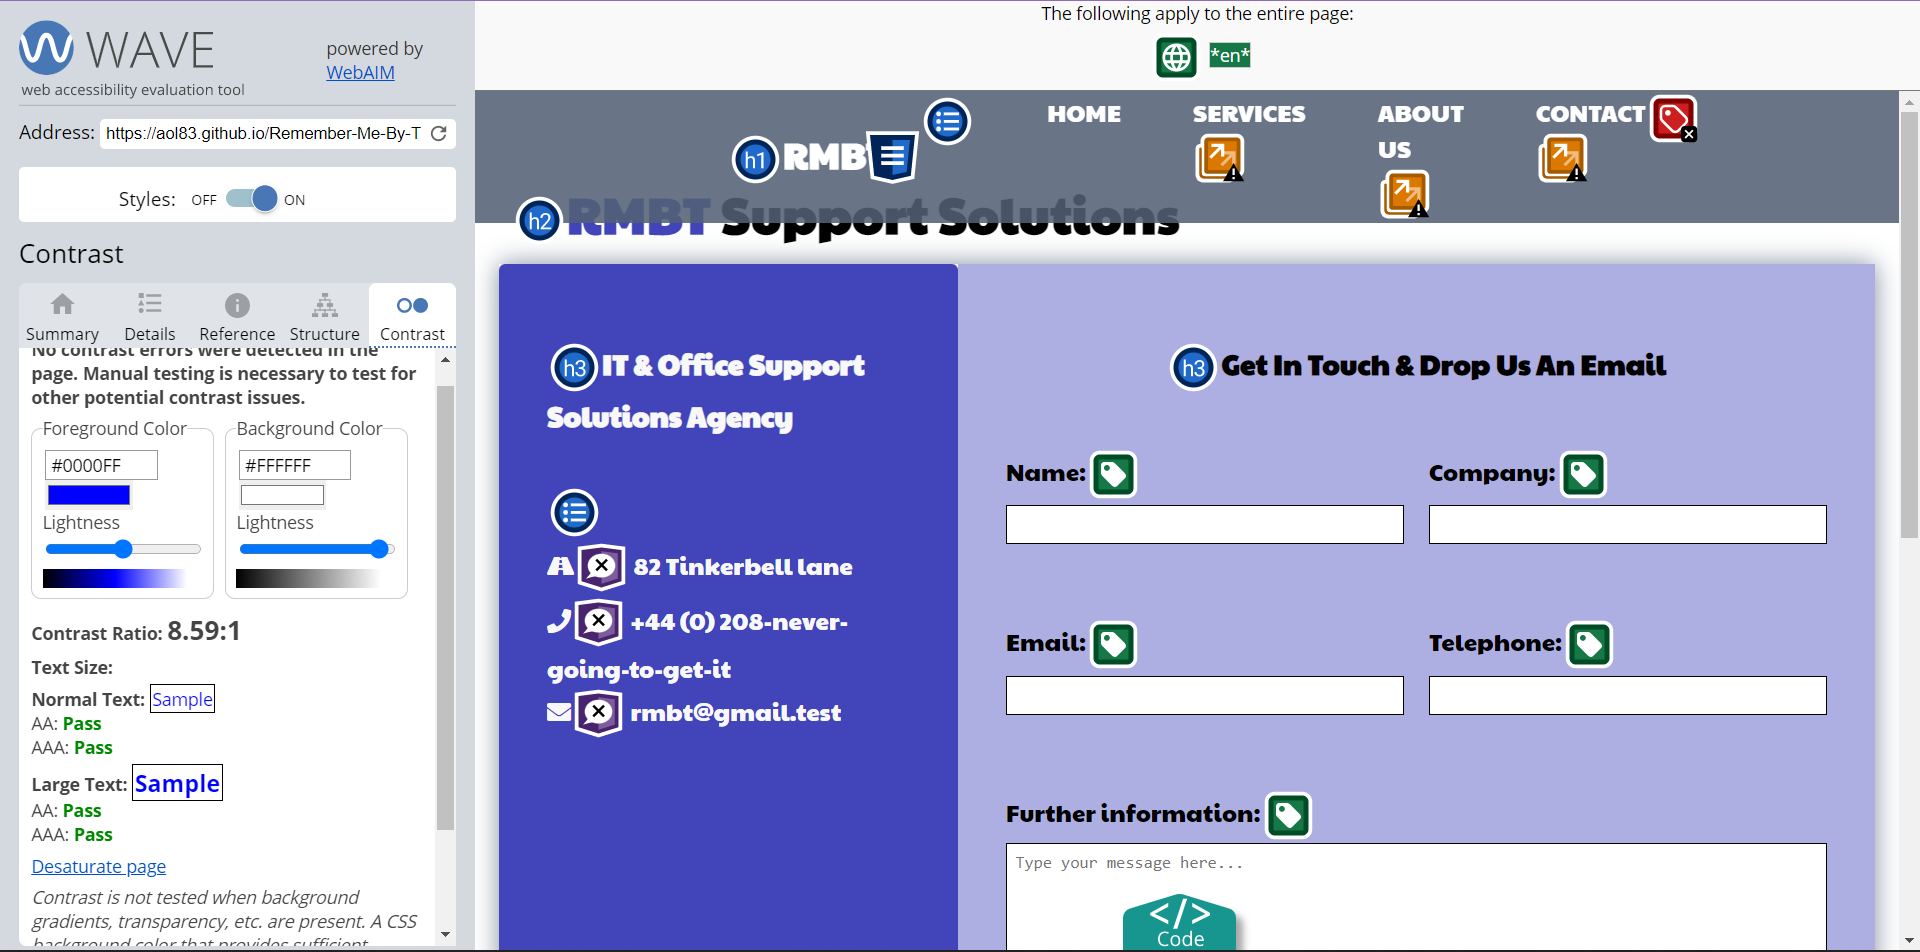 WAVE
web accessibility evaluation tool
powered by
WebAIM
Address: https://aol83.github.io/Remember-Me-By-T
Styles: OFF ON
Contrast
Summary Details Reference Structure Contrast
No contrast errors were detected in the
page. Manual testing is necessary to test for
other potential contrast issues.
Foreground Color Background Color
#0000FF #FFFFFF
Lightness Lightness
Contrast Ratio: 8.59:1
Text Size:
Normal Text: Sample
AA: Pass
AAA: Pass
Large Text: Sample
AA: Pass
AAA: Pass
Desaturate page
Contrast is not tested when background
gradients, transparency, etc. are present. A CSS
background color that provides sufficient
The following apply to the entire page:
*en*
h1 RMB
HOME SERVICES ABOUT US CONTACT
h2 RMBT Support Solutions
h3 IT & Office Support
Solutions Agency
82 Tinkerbell lane
+44 (0) 208-never-
going-to-get-it
rmbt@gmail.test
h3 Get In Touch & Drop Us An Email
Name: Company:
Email: Telephone:
Further information:
Type your message here...
</>
Code